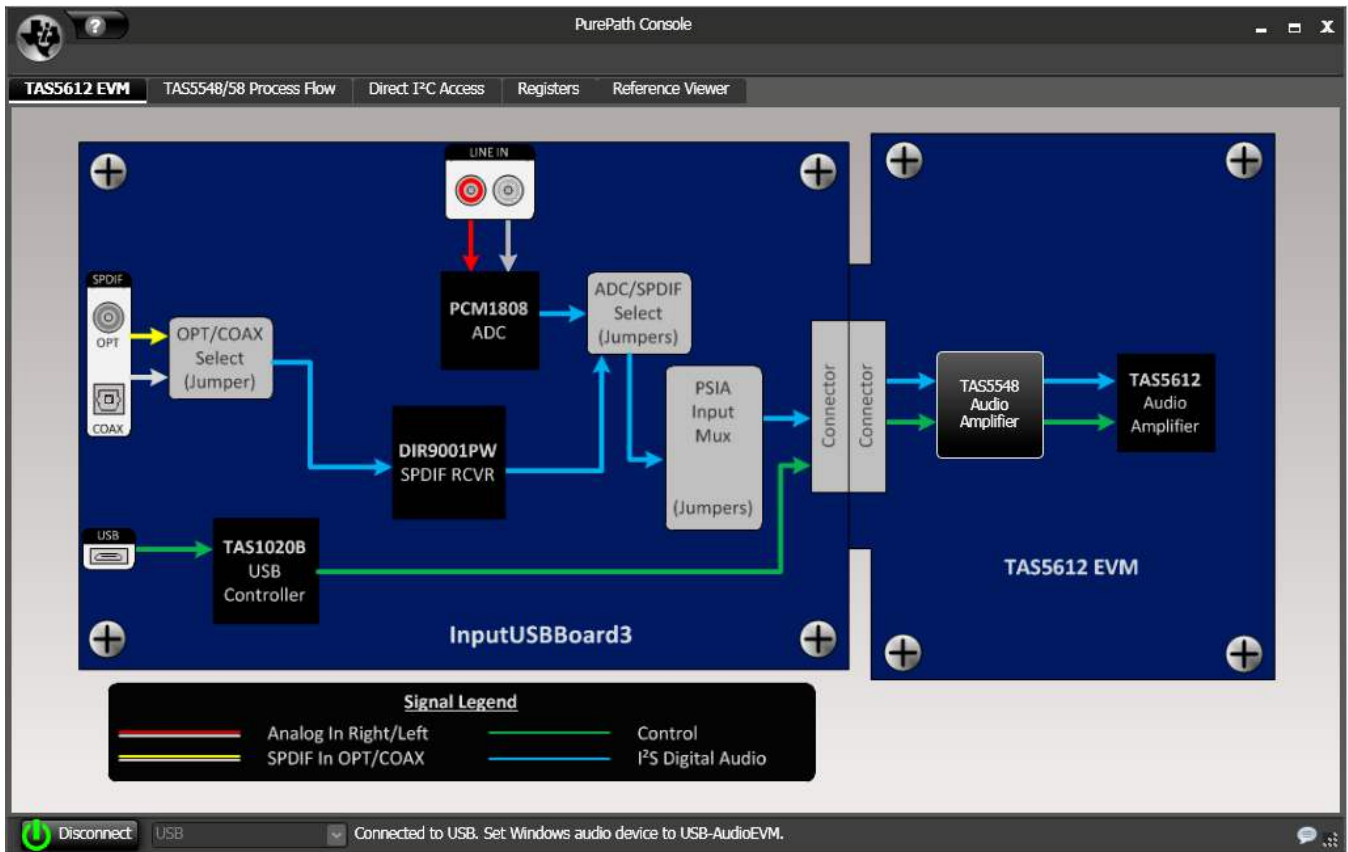 PurePath Console
TAS5612 EVM
TAS5548/58 Process Flow
Direct I²C Access
Registers
Reference Viewer
LINE IN
SPDIF
OPT
COAX
OPT/COAX
Select
(Jumper)
PCM1808
ADC
ADC/SPDIF
Select
(Jumpers)
DIR9001PW
SPDIF RCVR
PSIA
Input
Mux
(Jumpers)
Connector
Connector
TAS5548
Audio
Amplifier
TAS5612
Audio
Amplifier
USB
TAS1020B
USB
Controller
InputUSBBoard3
TAS5612 EVM
Signal Legend
Analog In Right/Left
Control
SPDIF In OPT/COAX
I²S Digital Audio
Disconnect
USB
Connected to USB. Set Windows audio device to USB-AudioEVM.